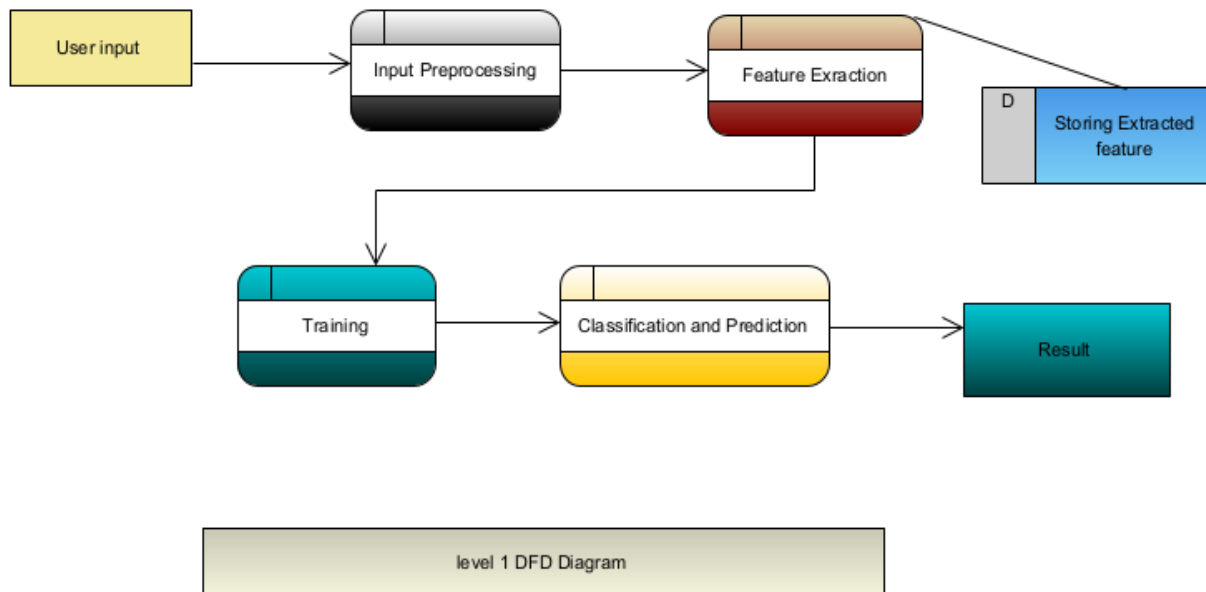 User input
Input Preprocessing
Feature Exraction
D
Storing Extracted
feature
Training
Classification and Prediction
Result
level 1 DFD Diagram